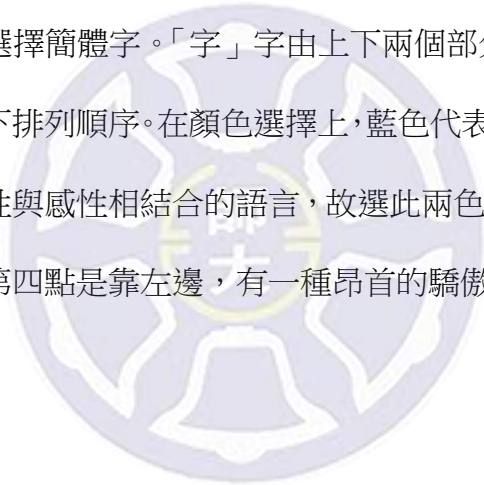 選擇簡體字。「字」字由上下兩個部
下排列順序。在顏色選擇上，藍色代表
性與感性相結合的語言，故選此兩色
第四點是靠左邊，有一種昂首的驕傲
師大